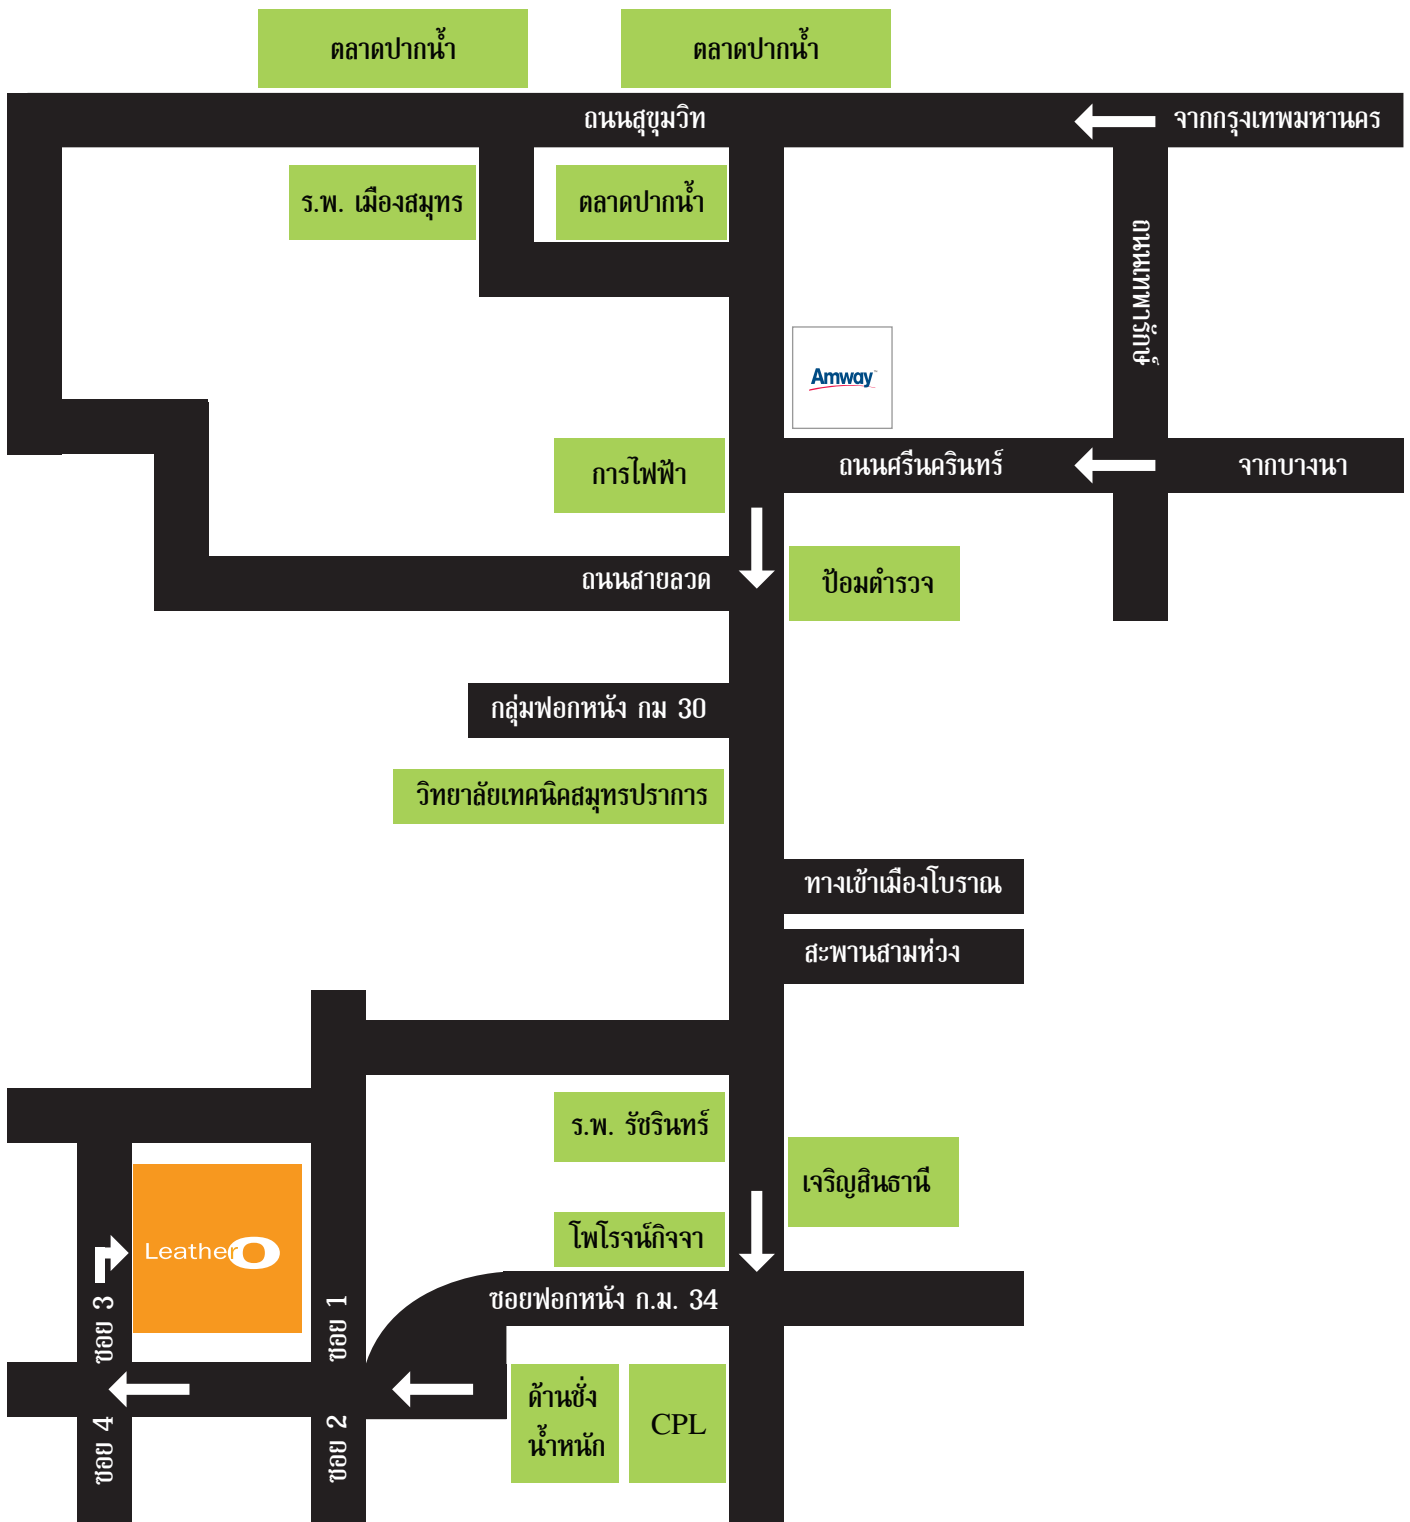 ตลาดปากน้ำ
ตลาดปากน้ำ
ถนนสุขุมวิท
จากกรุงเทพมหานคร
ร.พ. เมืองสมุทร
ตลาดปากน้ำ
ถนนเทพารักษ์
Amway
การไฟฟ้า
ถนนศรีนครินทร์
จากบางนา
ถนนสายลวด
ป้อมตำรวจ
กลุ่มฟอกหนัง กม 30
วิทยาลัยเทคนิคสมุทรปราการ
ทางเข้าเมืองโบราณ
สะพานสามห่วง
ร.พ. รัชรินทร์
เจริญสินธานี
โพโรจน์กิจจา
Leather
ซอยฟอกหนัง ก.ม. 34
ซอย 3
ซอย 1
ด้านชั่ง
น้ำหนัก
CPL
ซอย 4
ซอย 2